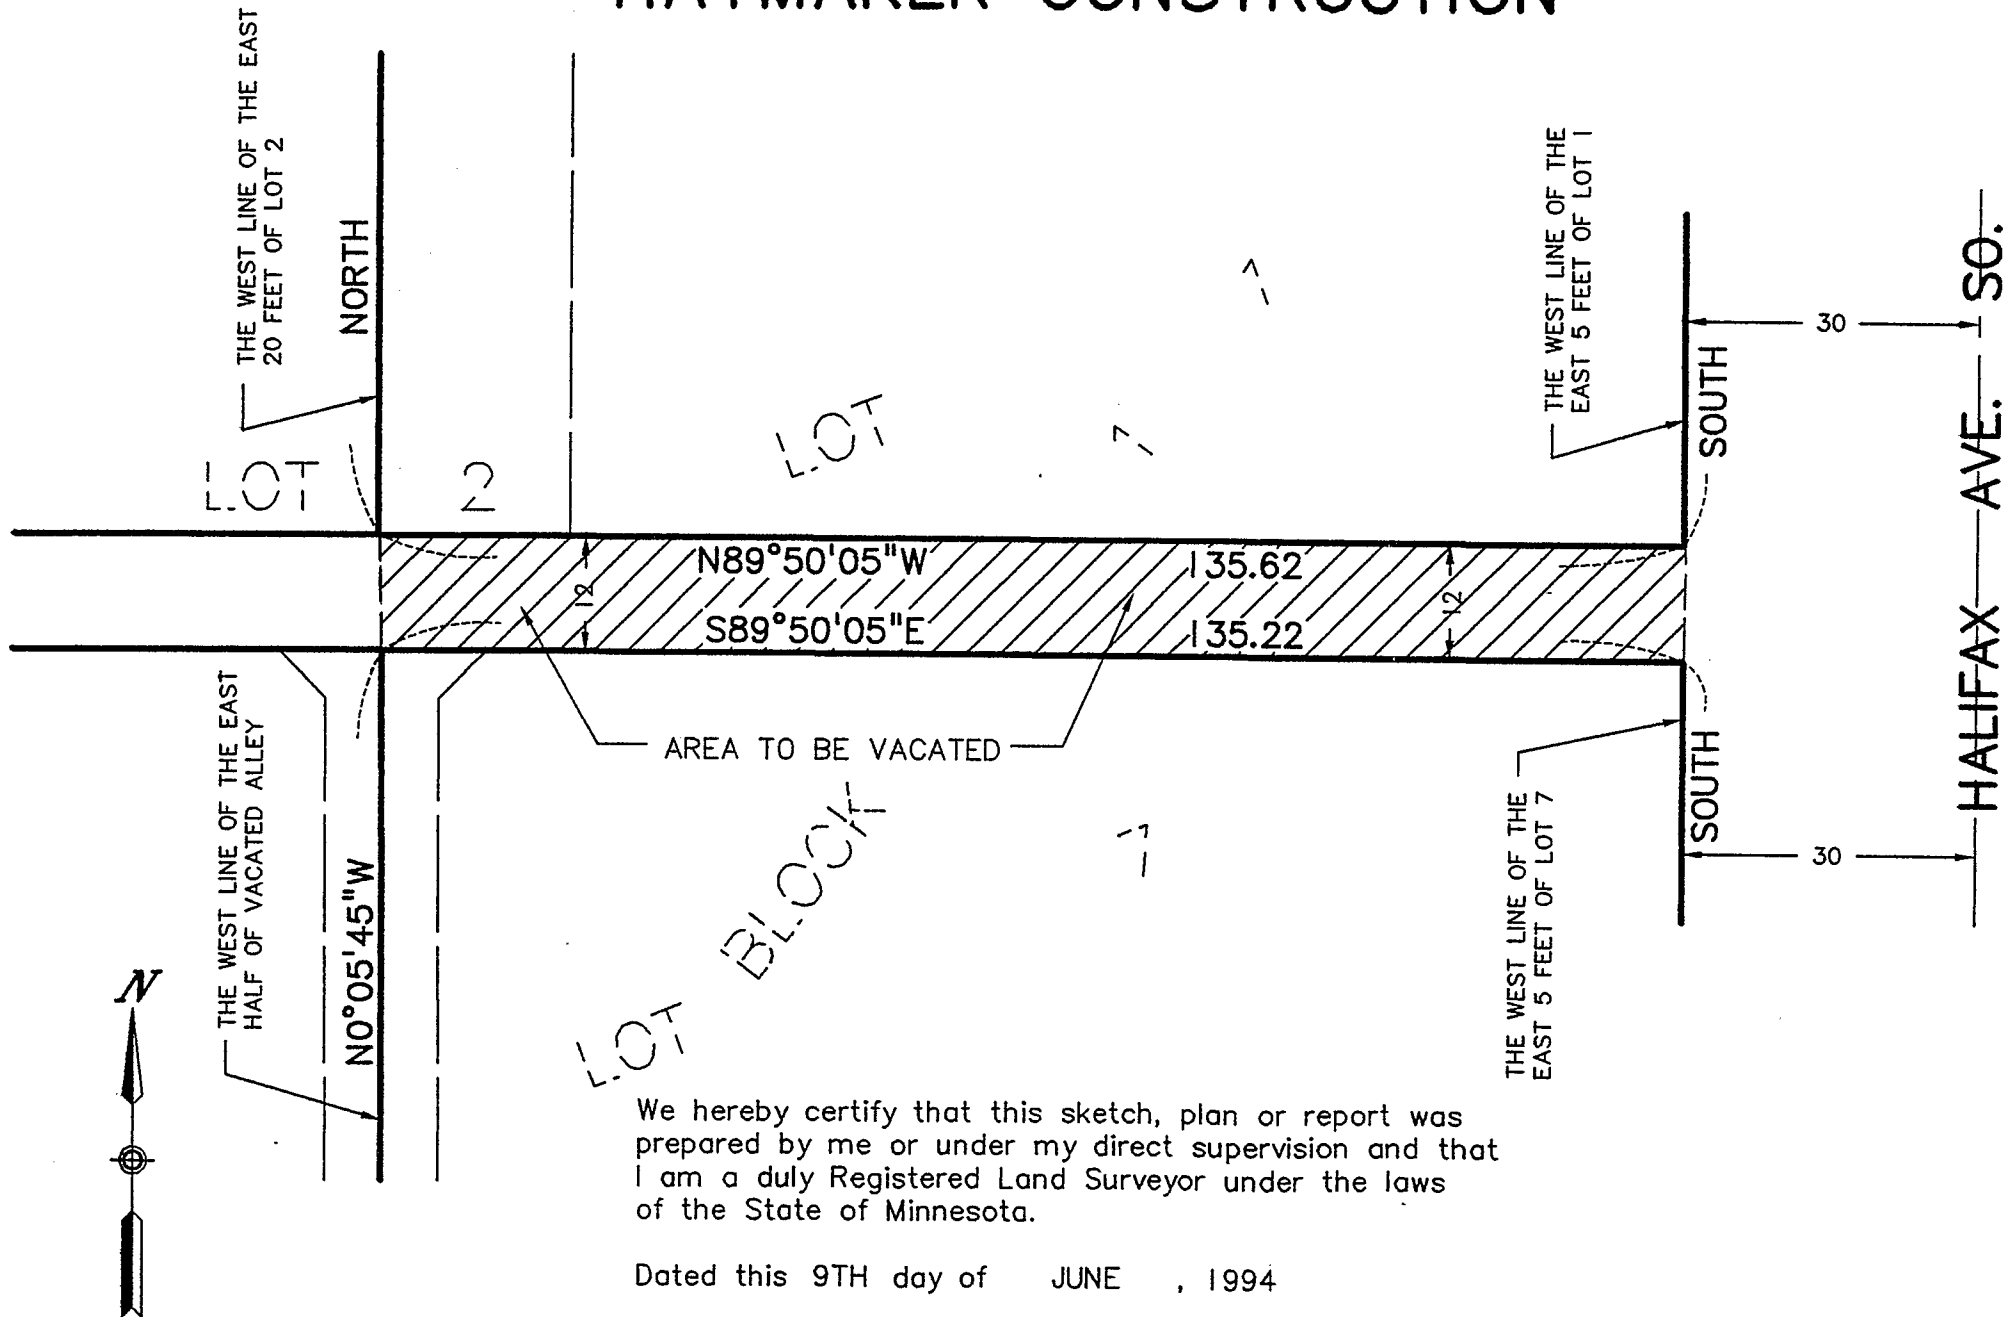 HAYMAKER CONSTRUCTION
THE WEST LINE OF THE EAST
20 FEET OF LOT 2
NORTH
THE WEST LINE OF THE
EAST 5 FEET OF LOT 1
SOUTH
30
HALIFAX AVE. SO.
LOT 2
LOT
1
1
N89°50'05"W 135.62
S89°50'05"E 135.22
12
12
AREA TO BE VACATED
THE WEST LINE OF THE EAST
HALF OF VACATED ALLEY
N0°05'45"W
BLOCK
LOT
7
THE WEST LINE OF THE
EAST 5 FEET OF LOT 7
SOUTH
30
N
We hereby certify that this sketch, plan or report was
prepared by me or under my direct supervision and that
I am a duly Registered Land Surveyor under the laws
of the State of Minnesota.
Dated this 9TH day of JUNE , 1994